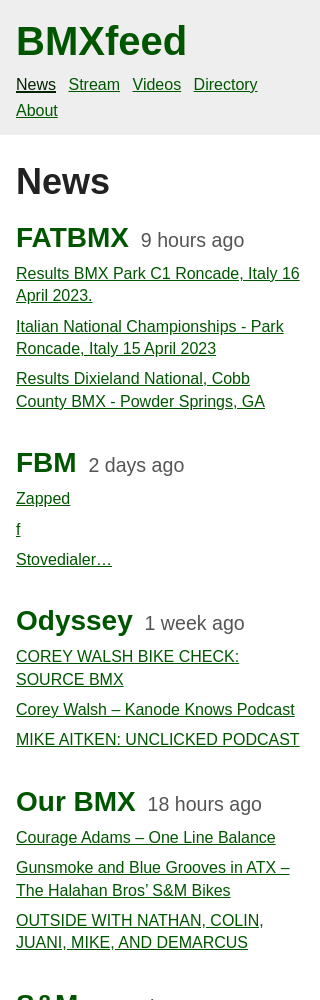 BMXfeed
News Stream Videos Directory
About
News
FATBMX 9 hours ago
Results BMX Park C1 Roncade, Italy 16
April 2023.
Italian National Championships - Park
Roncade, Italy 15 April 2023
Results Dixieland National, Cobb
County BMX - Powder Springs, GA
FBM 2 days ago
Zapped
f
Stovedialer…
Odyssey 1 week ago
COREY WALSH BIKE CHECK:
SOURCE BMX
Corey Walsh – Kanode Knows Podcast
MIKE AITKEN: UNCLICKED PODCAST
Our BMX 18 hours ago
Courage Adams – One Line Balance
Gunsmoke and Blue Grooves in ATX –
The Halahan Bros’ S&M Bikes
OUTSIDE WITH NATHAN, COLIN,
JUANI, MIKE, AND DEMARCUS
S&M